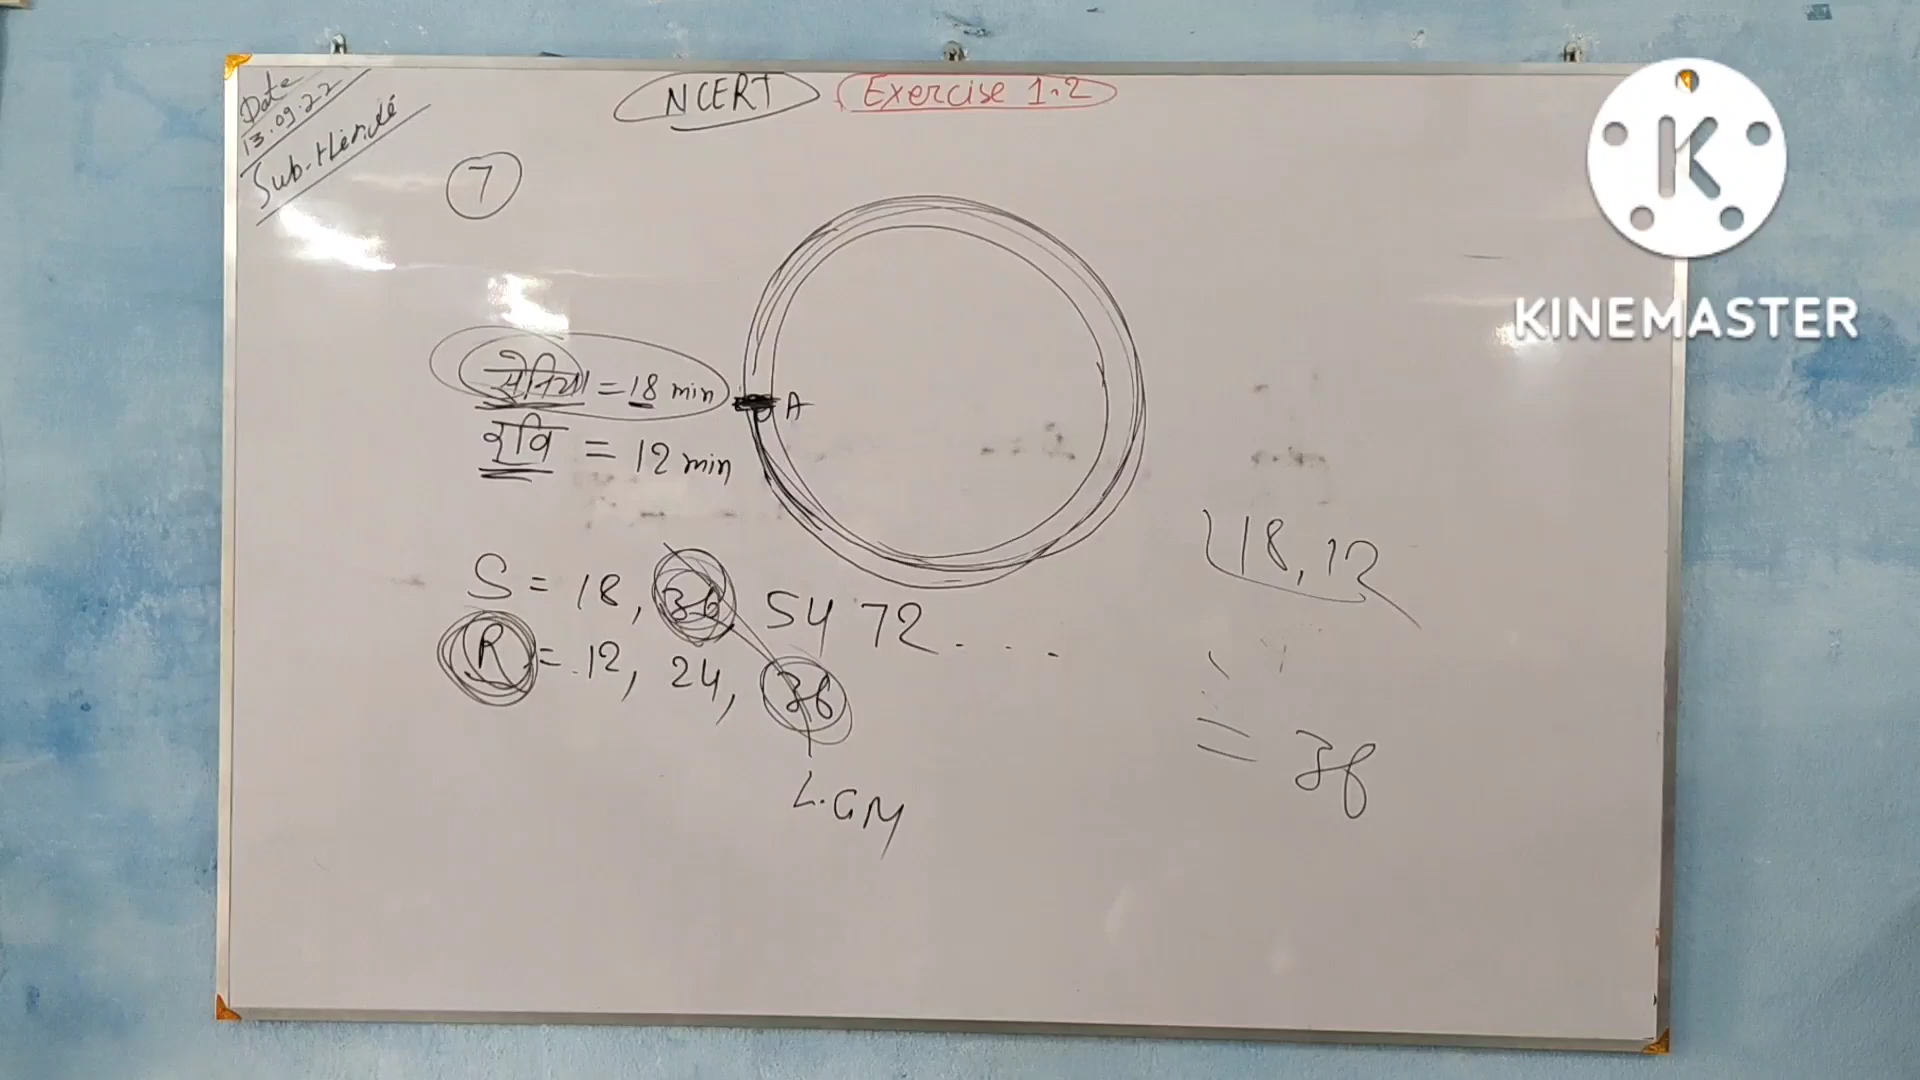 Date
13.09.22
Sub-
NCERT Exercise 1.2
7
सोनिया = 18 min
रवि = 12 min
A
S = 18, 36 54 72 . . . .
R = 12, 24, 36
L.CM
18, 12
= 36
K
KINEMASTER